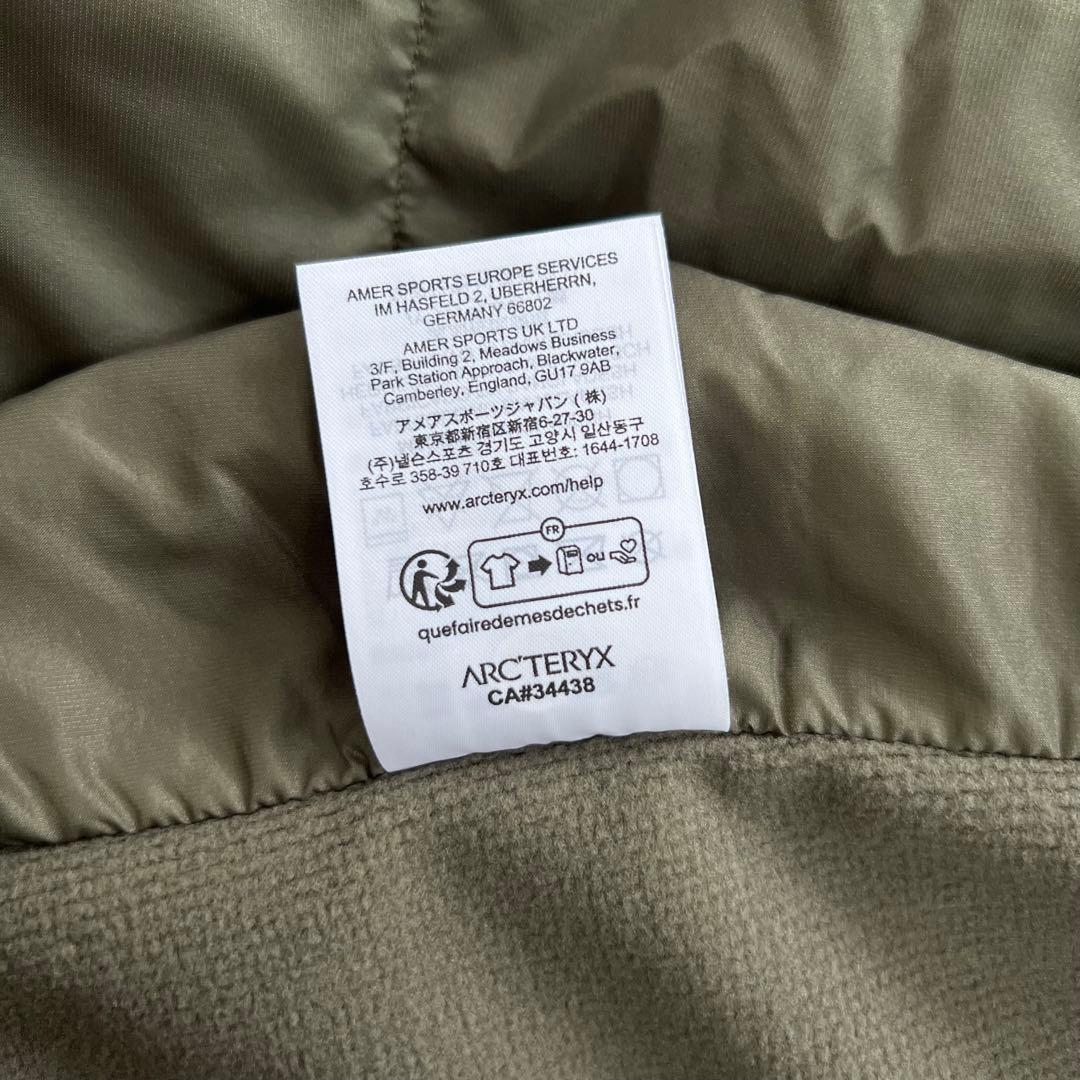 AMER SPORTS EUROPE SERVICES
IM HASFELD 2, UBERHERRN,
GERMANY 66802
AMER SPORTS UK LTD
3/F, Building 2, Meadows Business
Park Station Approach, Blackwater,
Camberley, England, GU17 9AB
アメアスポーツジャパン (株)
東京都新宿区新宿6-27-30
(주)넬슨스포츠 경기도 고양시 일산동구
호수로 358-39 710호 대표번호: 1644-1708
www.arcteryx.com/help
FR
ou
quefairedemesdechets.fr
ARC'TERYX
CA#34438